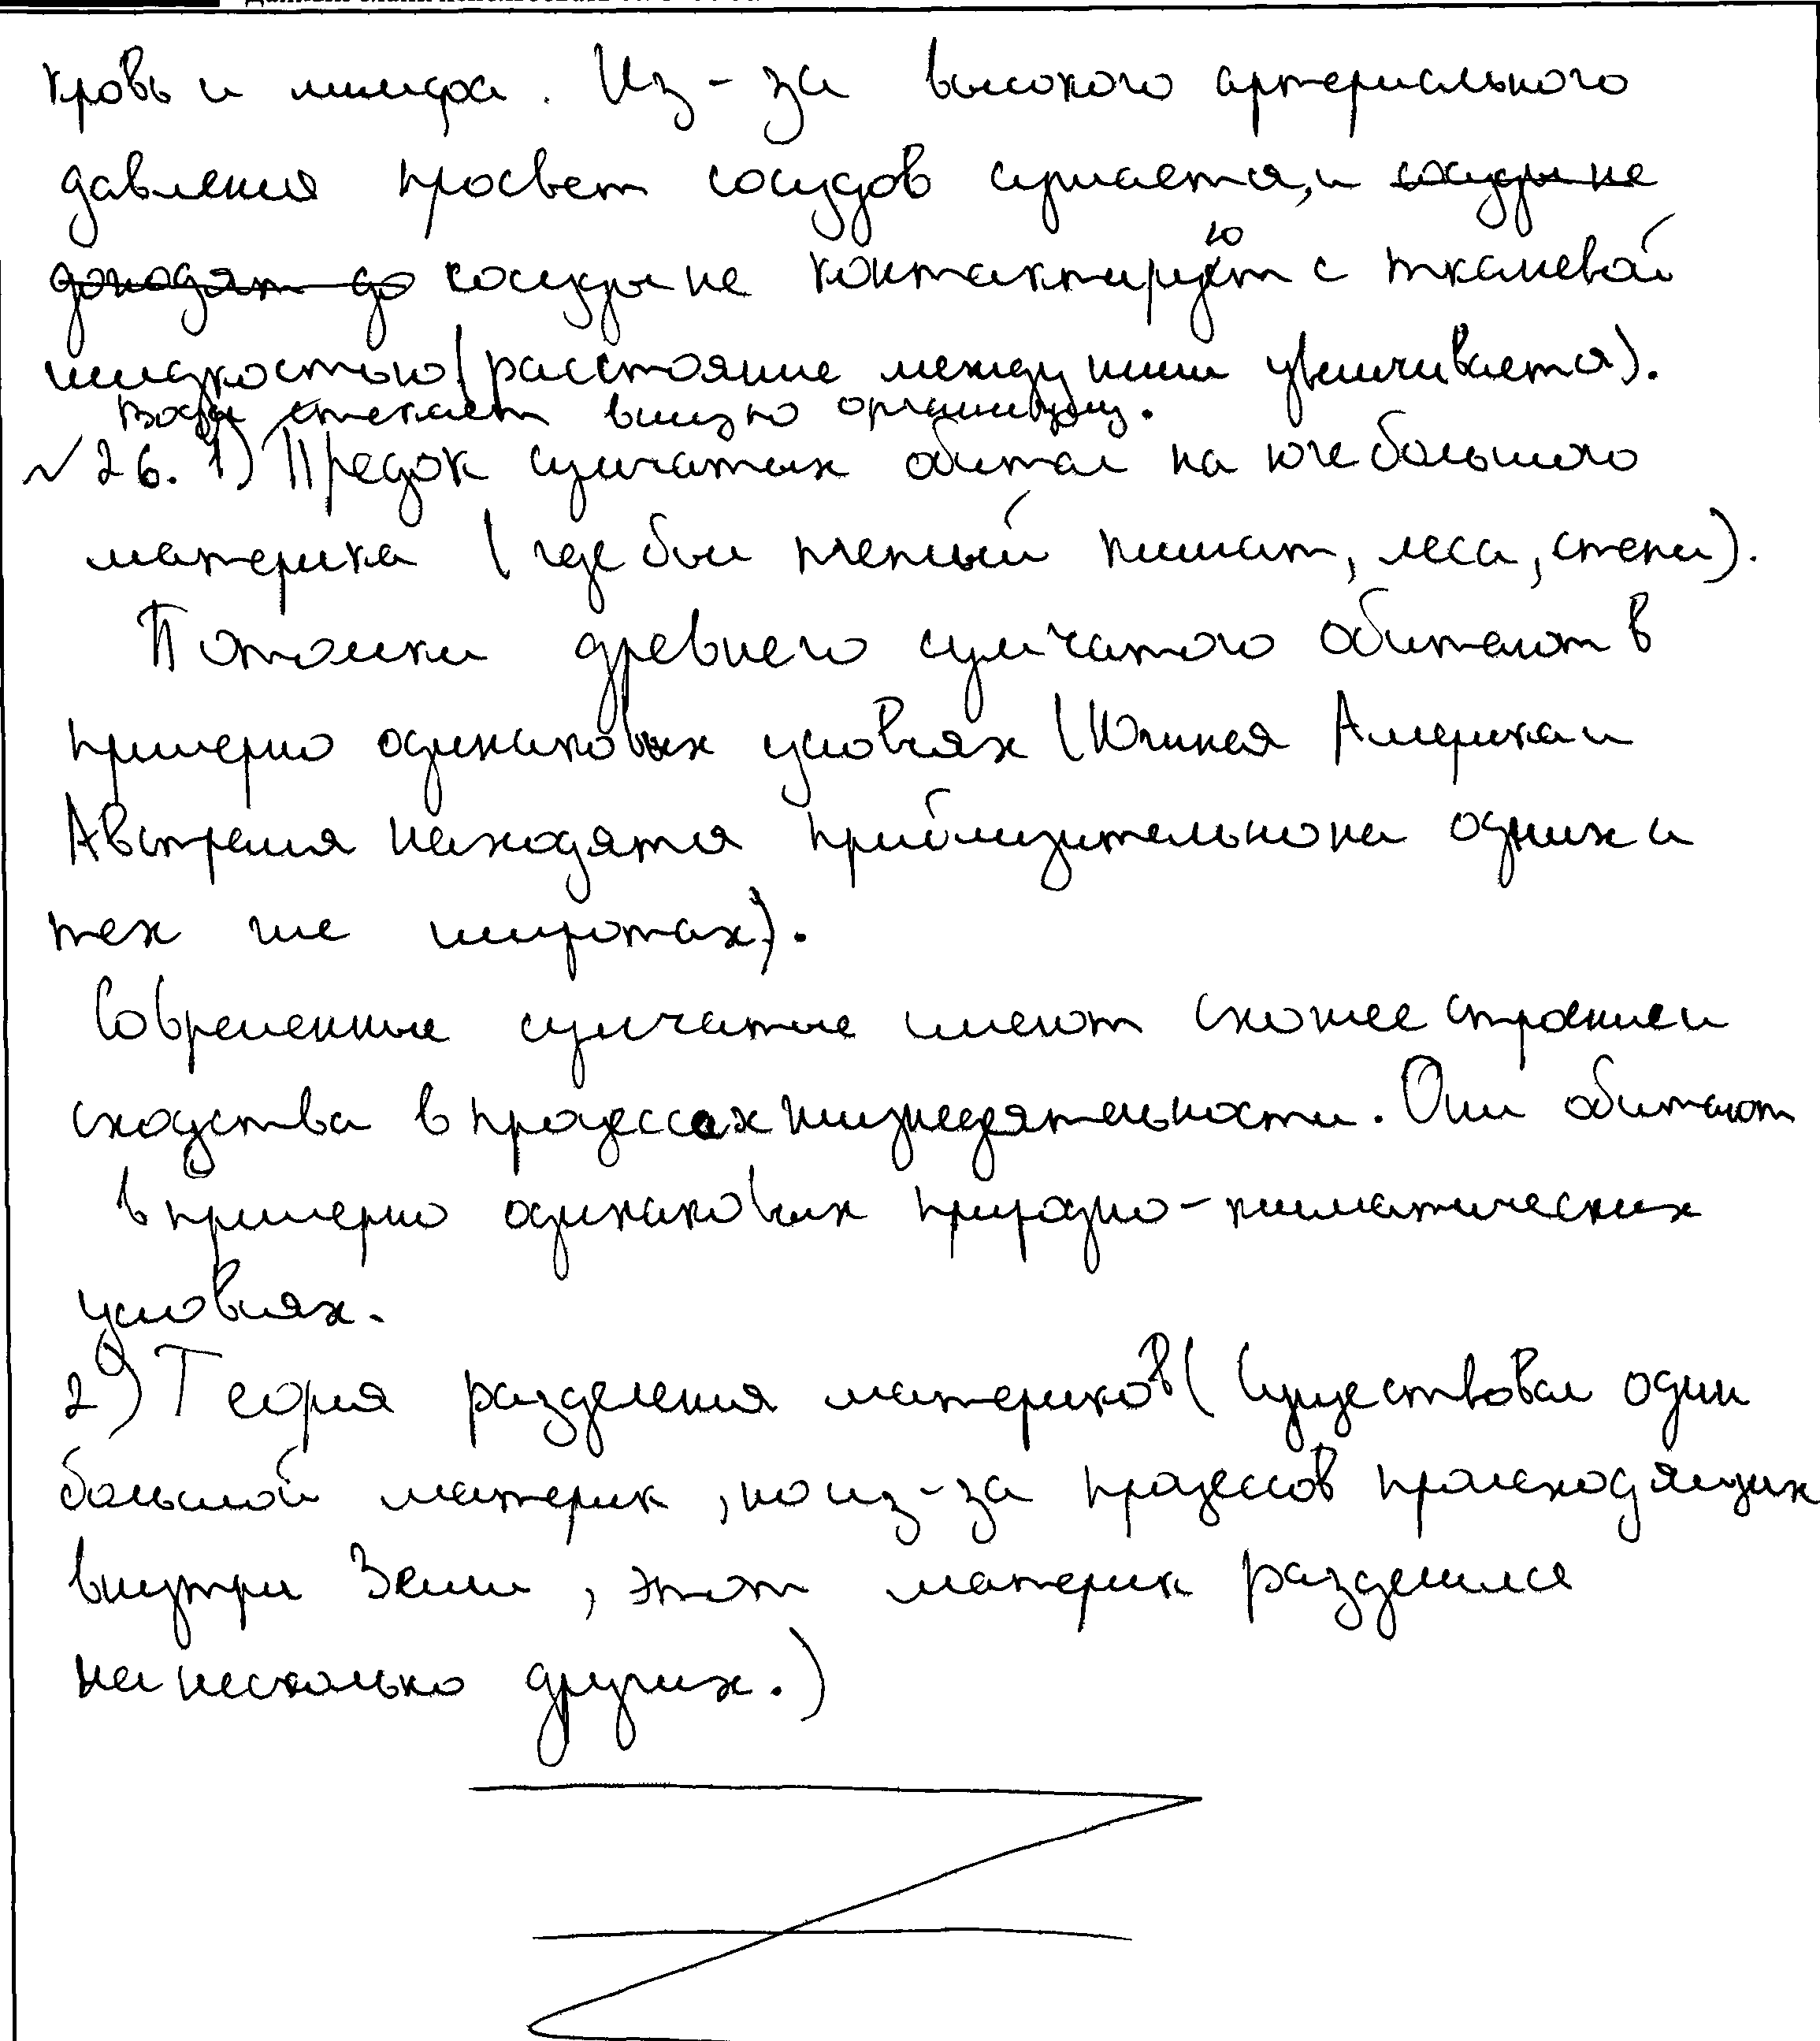 кровь и лимфа. Из-за высокого артериального
давления просвет сосудов сужается, и сосуды не
доходят до сосуды не контактируют с тканевой
жидкостью (расстояние между ними увеличивается).
Вода стекает вниз по организму.
№26. 1) Предок сумчатых обитал на юге большого
материка (где был теплый климат, леса, степи).
Потомки древнего сумчатого обитают в
примерно одинаковых условиях (Южная Америка и
Австралия находятся приблизительно на одних и
тех же широтах).
Современные сумчатые имеют схожее строение и
сходства в процессах жизнедеятельности. Они обитают
в примерно одинаковых природно-климатических
условиях.
2) Теория разделения материков (Существовал один
большой материк, но из-за процессов происходящих
внутри Земли, этот материк разделился
на несколько других.)